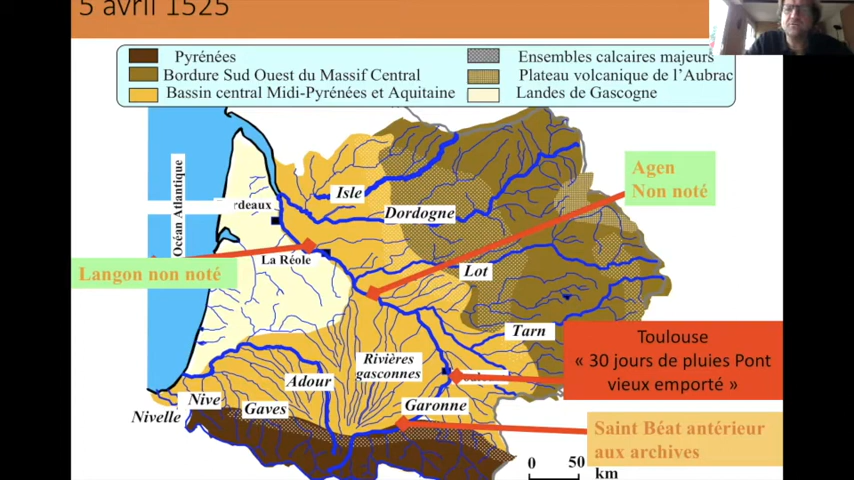 5 avril 1525
Pyrénées
Bordure Sud Ouest du Massif Central
Bassin central Midi-Pyrénées et Aquitaine
Ensembles calcaires majeurs
Plateau volcanique de l'Aubrac
Landes de Gascogne
Océan Atlantique
Isle
Agen
Non noté
rdeaux
Dordogne
La Réole
Langon non noté
Lot
Tarn
Toulouse
« 30 jours de pluies Pont
vieux emporté »
Rivières
gasconnes
Adour
Nive
Nivelle
Gaves
Garonne
Saint Béat antérieur
aux archives
0 50
km